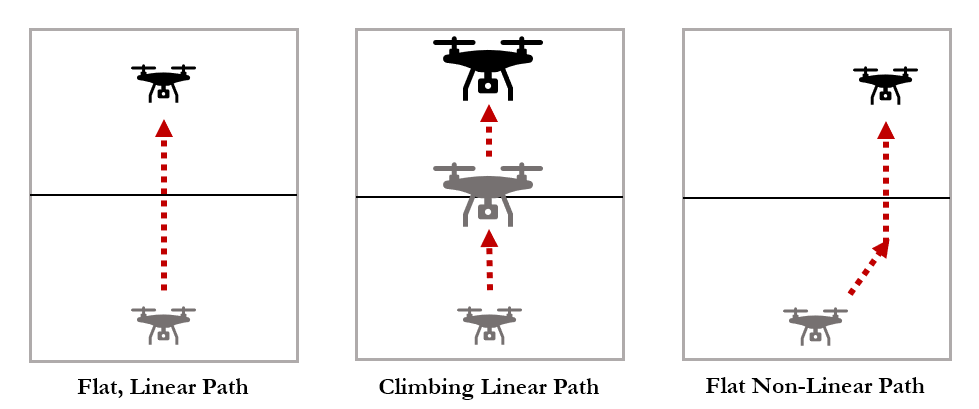 Flat, Linear Path
Climbing Linear Path
Flat Non-Linear Path